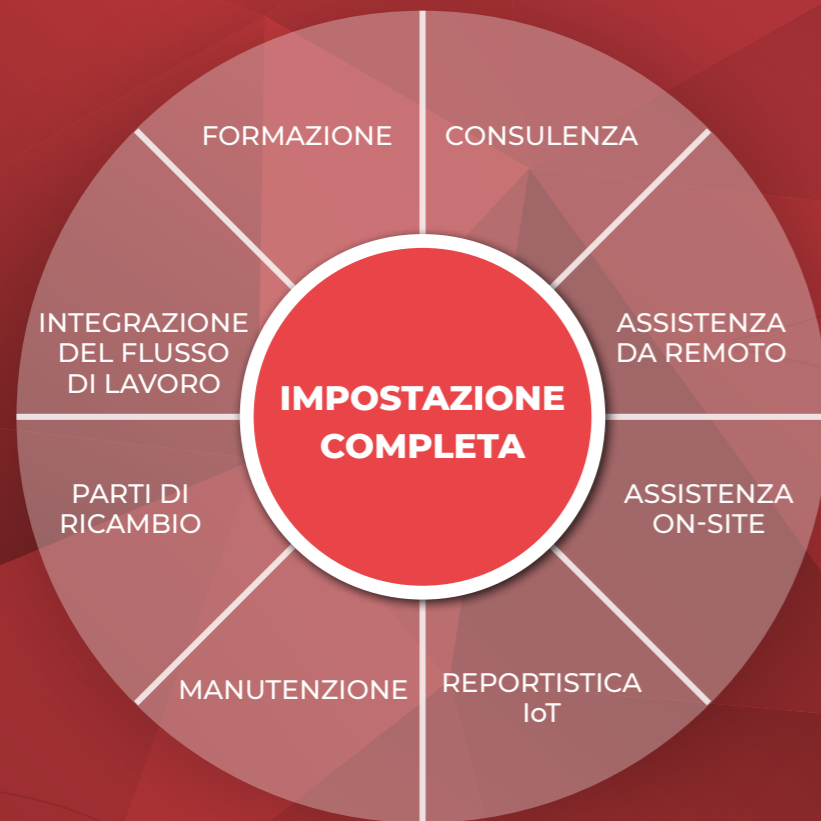 FORMAZIONE
CONSULENZA
INTEGRAZIONE
DEL FLUSSO
DI LAVORO
ASSISTENZA
DA REMOTO
IMPOSTAZIONE
COMPLETA
PARTI DI
RICAMBIO
ASSISTENZA
ON-SITE
MANUTENZIONE
REPORTISTICA
IoT